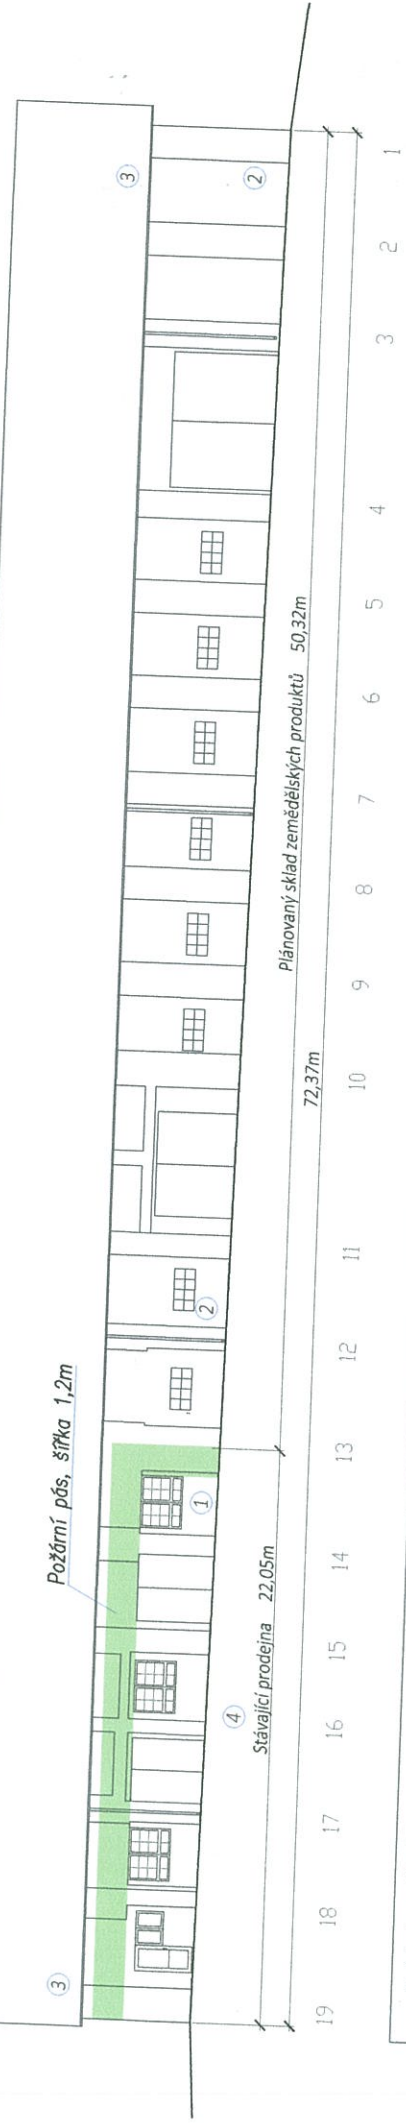 Požární pás, šířka 1,2m
3
3
2
2
1
4
Stávající prodejna 22,05m
Plánovaný sklad zemědělských produktů 50,32m
72,37m
19 18 17 16 15 14 13 12 11 10 9 8 7 6 5 4 3 2 1